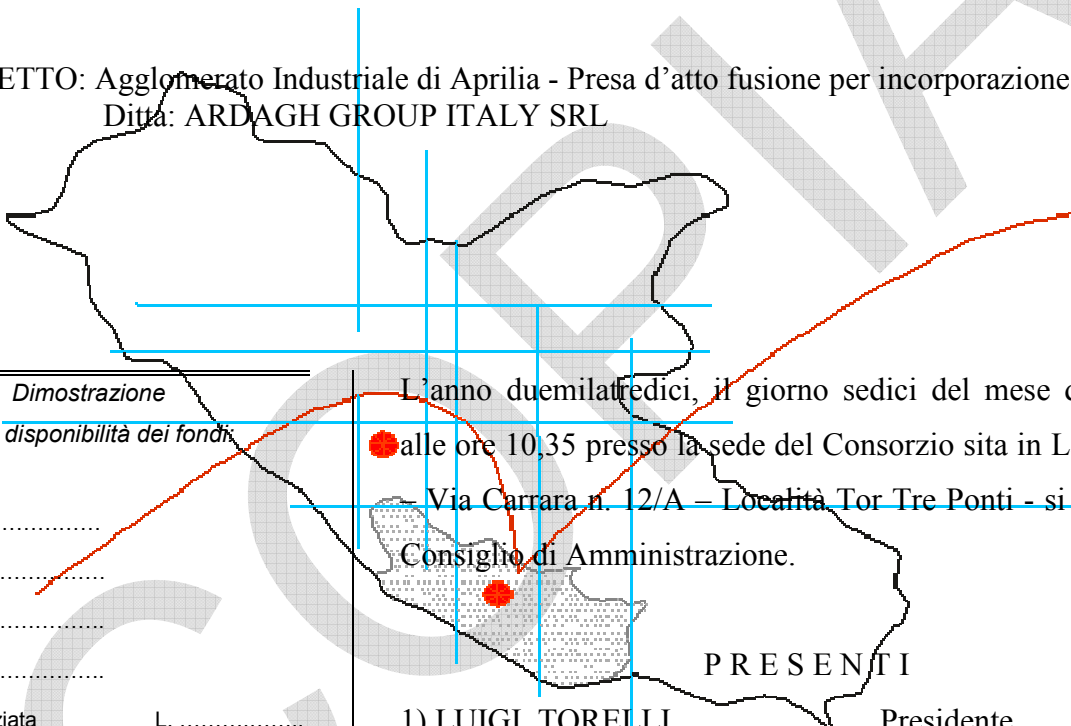 ETTO: Agglomerato Industriale di Aprilia - Presa d'atto fusione per incorporazione
Ditta: ARDAGH GROUP ITALY SRL
Dimostrazione
disponibilità dei fondi:
L'anno duemilatredici, il giorno sedici del mese d
alle ore 10,35 presso la sede del Consorzio sita in L
– Via Carrara n. 12/A – Località Tor Tre Ponti - si
Consiglio di Amministrazione.
……………
……………
……………
……………
P R E S E N T I
ziata L. ………………
1) LUIGI TORELLI Presidente
COPIA